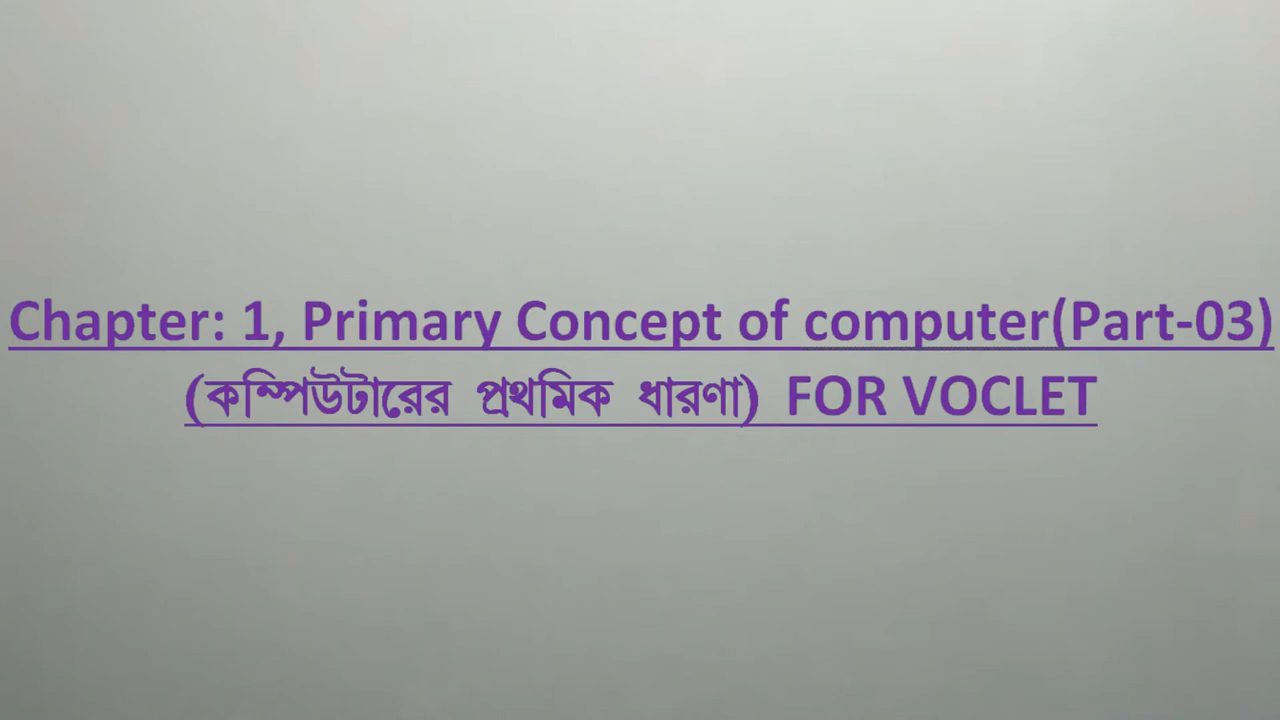 Chapter: 1, Primary Concept of computer(Part-03)
(কম্পিউটারের প্রথমিক ধারণা) FOR VOCLET